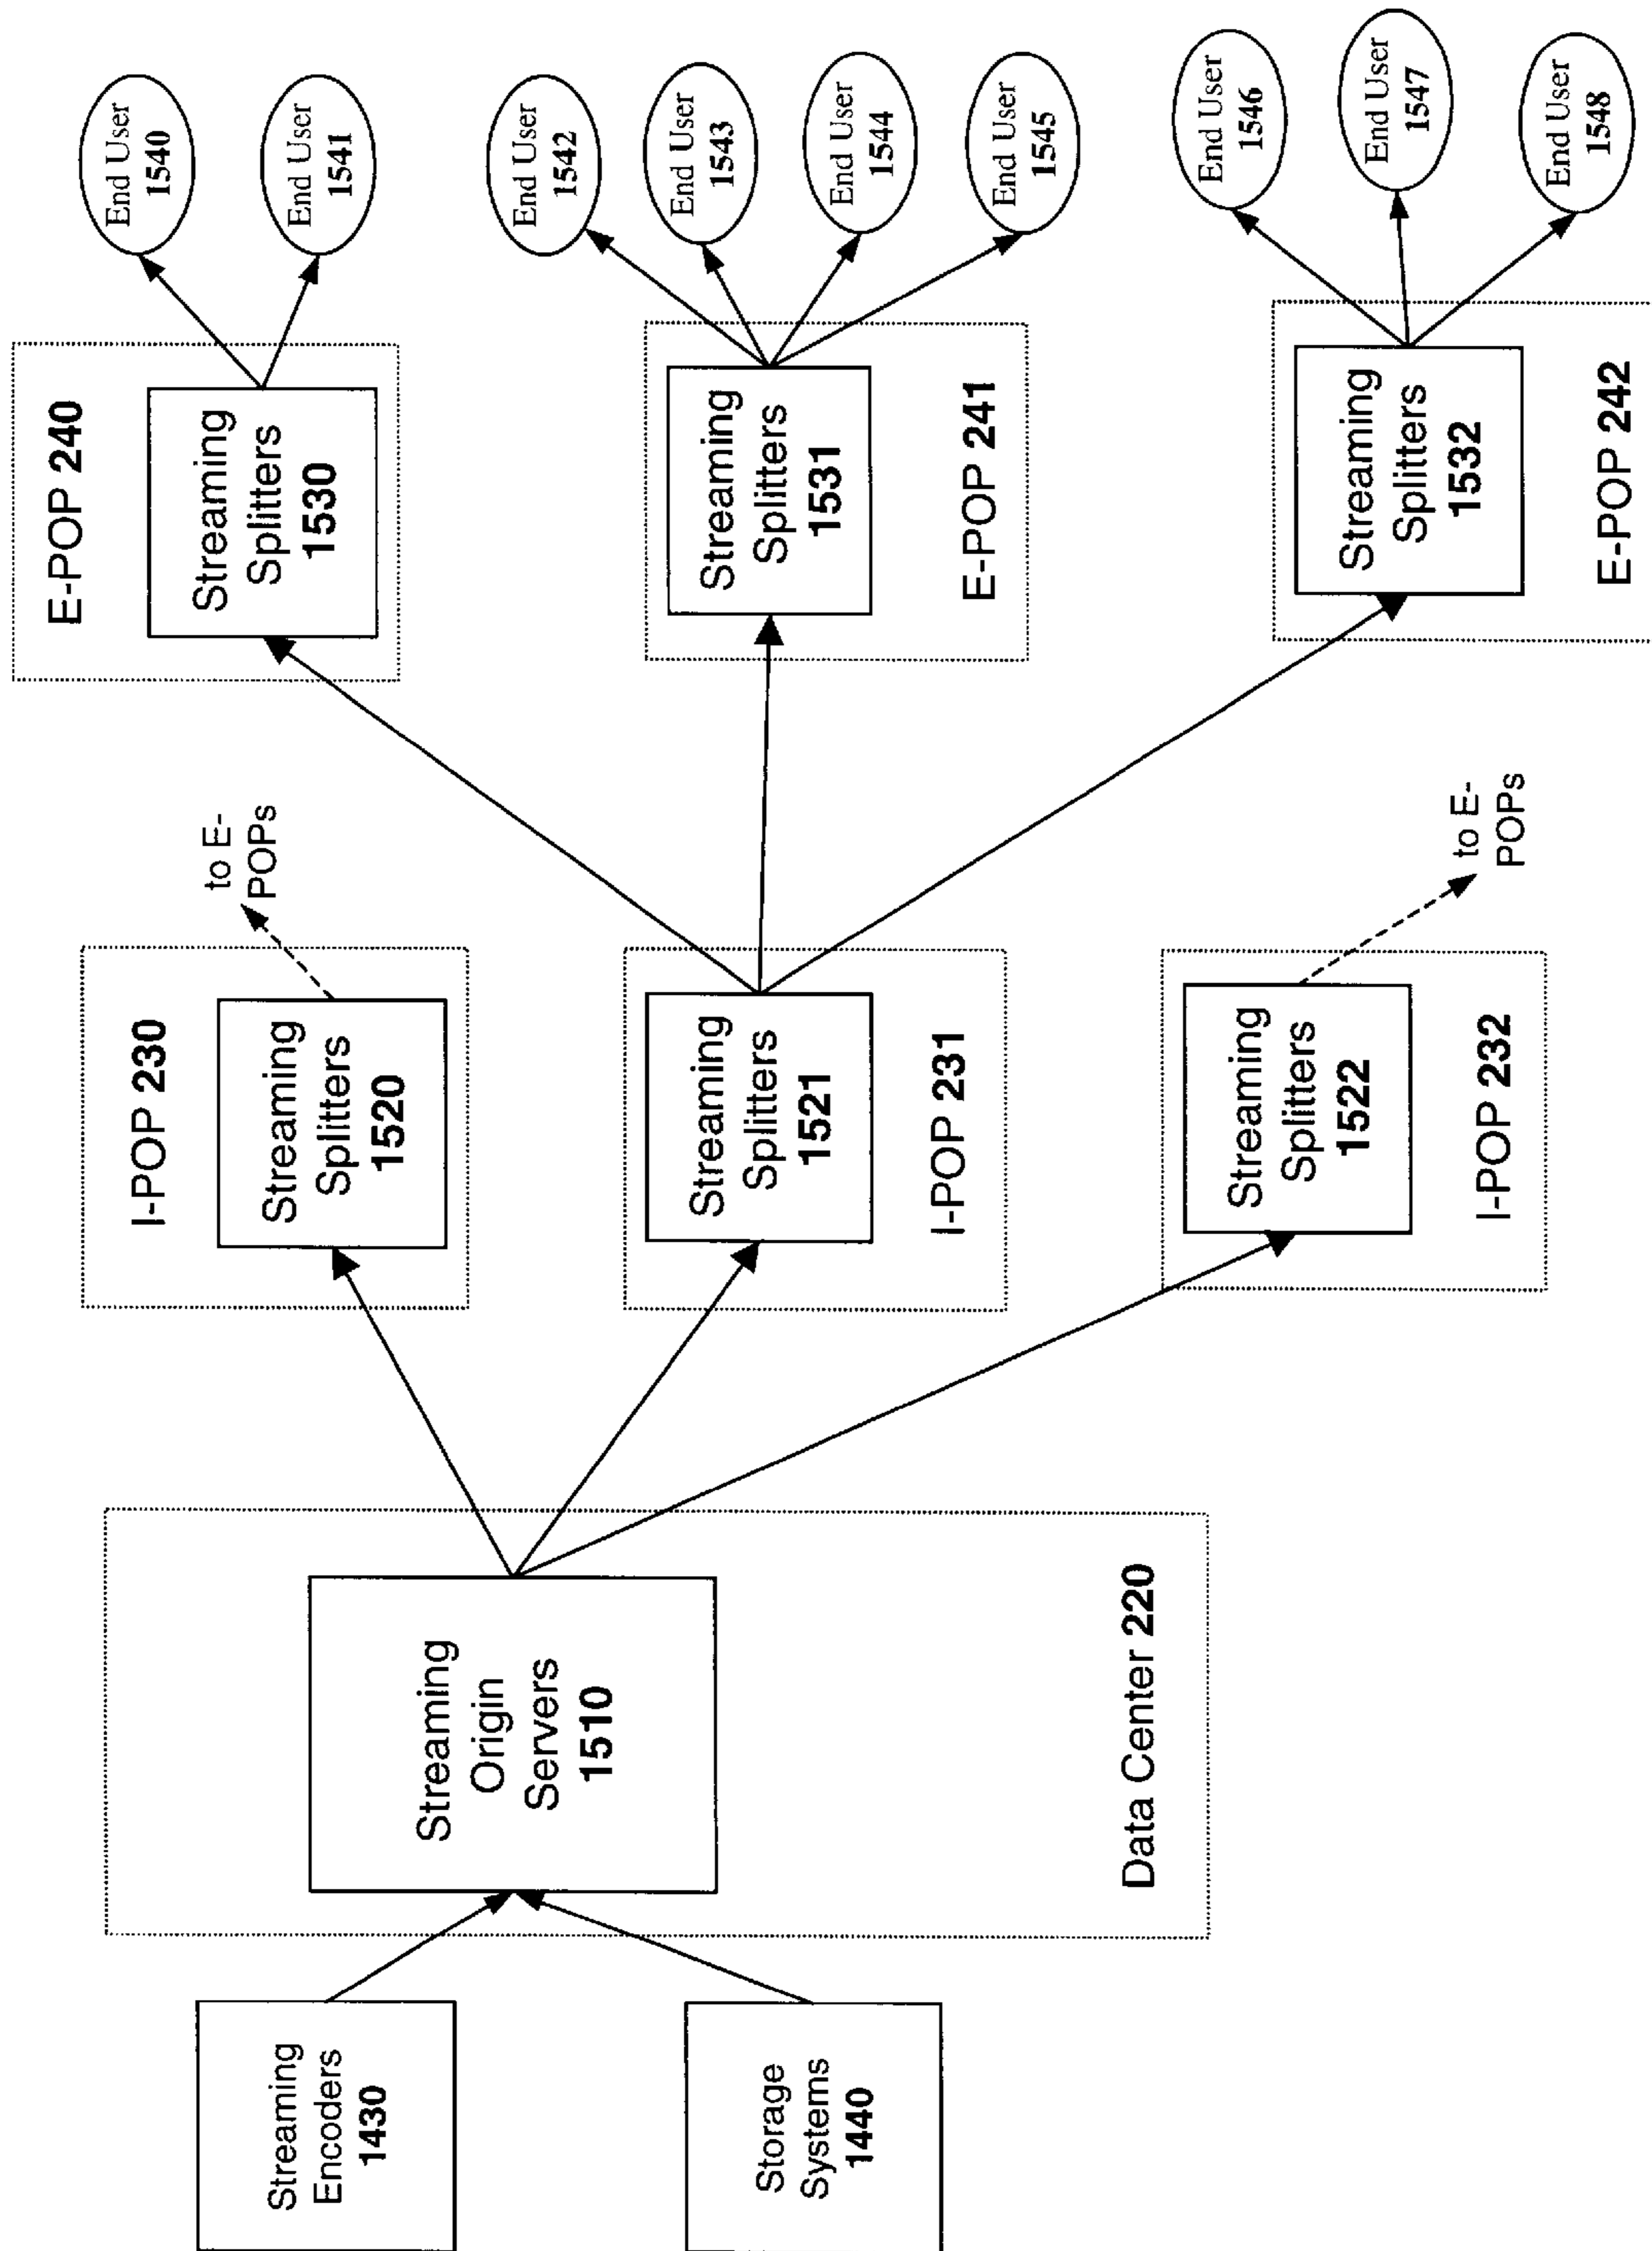 Streaming
Encoders
1430
Storage
Systems
1440
Streaming
Origin
Servers
1510
Data Center 220
I-POP 230
Streaming
Splitters
1520
to E-
POPs
Streaming
Splitters
1521
I-POP 231
Streaming
Splitters
1522
I-POP 232
to E-
POPs
E-POP 240
Streaming
Splitters
1530
Streaming
Splitters
1531
E-POP 241
Streaming
Splitters
1532
E-POP 242
End User
1540
End User
1541
End User
1542
End User
1543
End User
1544
End User
1545
End User
1546
End User
1547
End User
1548